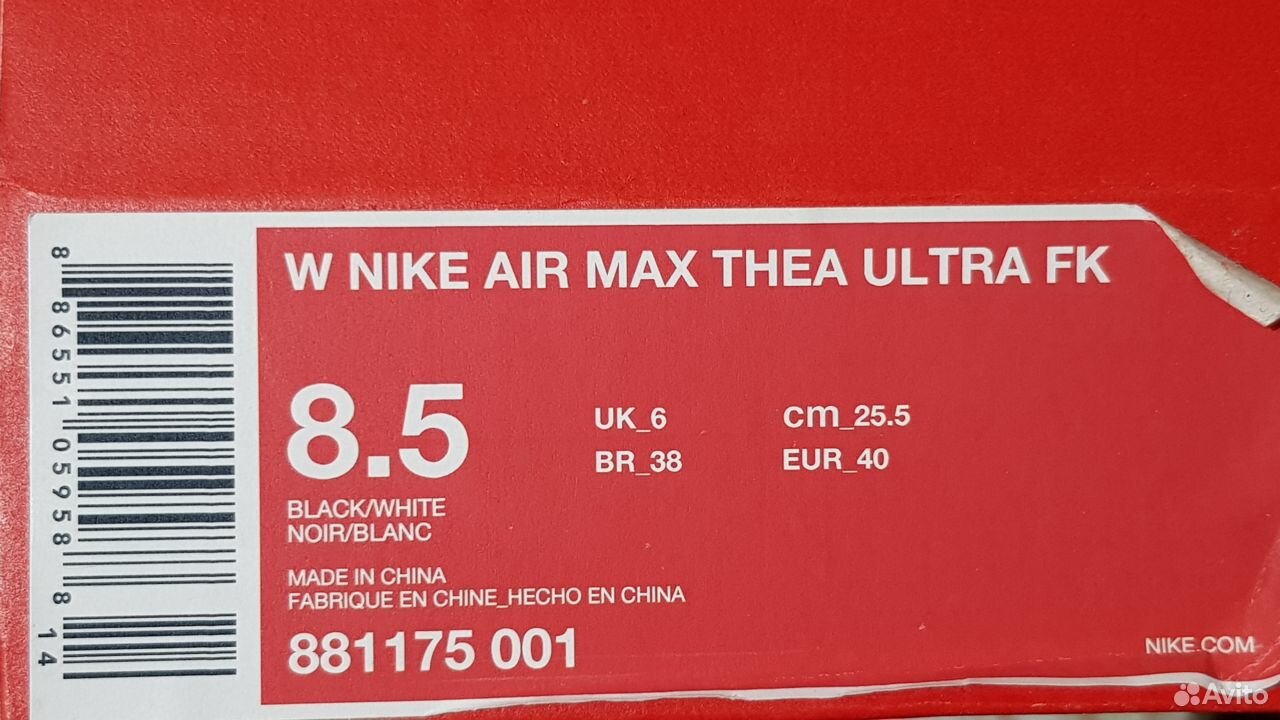 W NIKE AIR MAX THEA ULTRA FK
8.5
UK_6 cm_25.5
BR_38 EUR_40
BLACK/WHITE
NOIR/BLANC
MADE IN CHINA
FABRIQUE EN CHINE_HECHO EN CHINA
881175 001
NIKE.COM
8 86551 05958 8
14
Avito